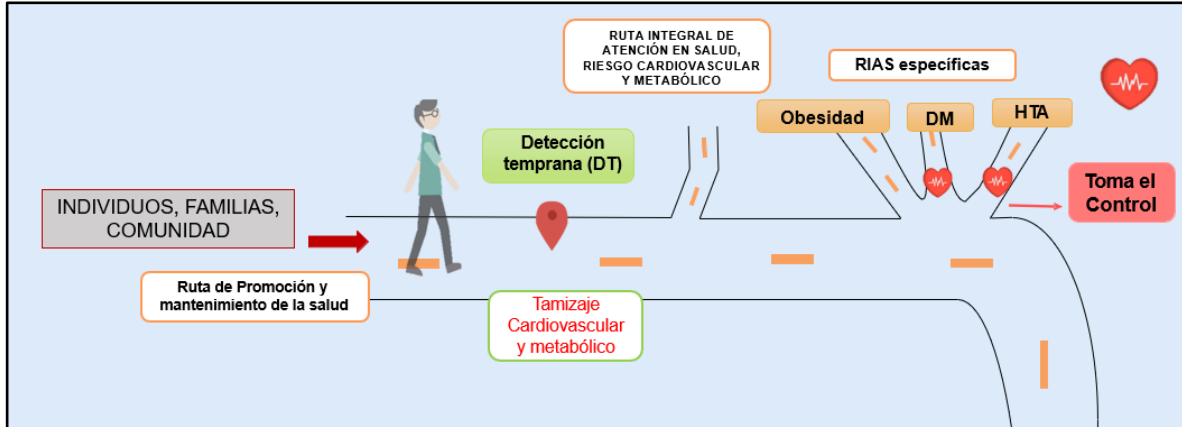 INDIVIDUOS, FAMILIAS,
COMUNIDAD
Ruta de Promoción y
mantenimiento de la salud
Detección
temprana (DT)
Tamizaje
Cardiovascular
y metabólico
RUTA INTEGRAL DE
ATENCIÓN EN SALUD,
RIESGO CARDIOVASCULAR
Y METABÓLICO
RIAS específicas
Obesidad
DM
HTA
Toma el
Control